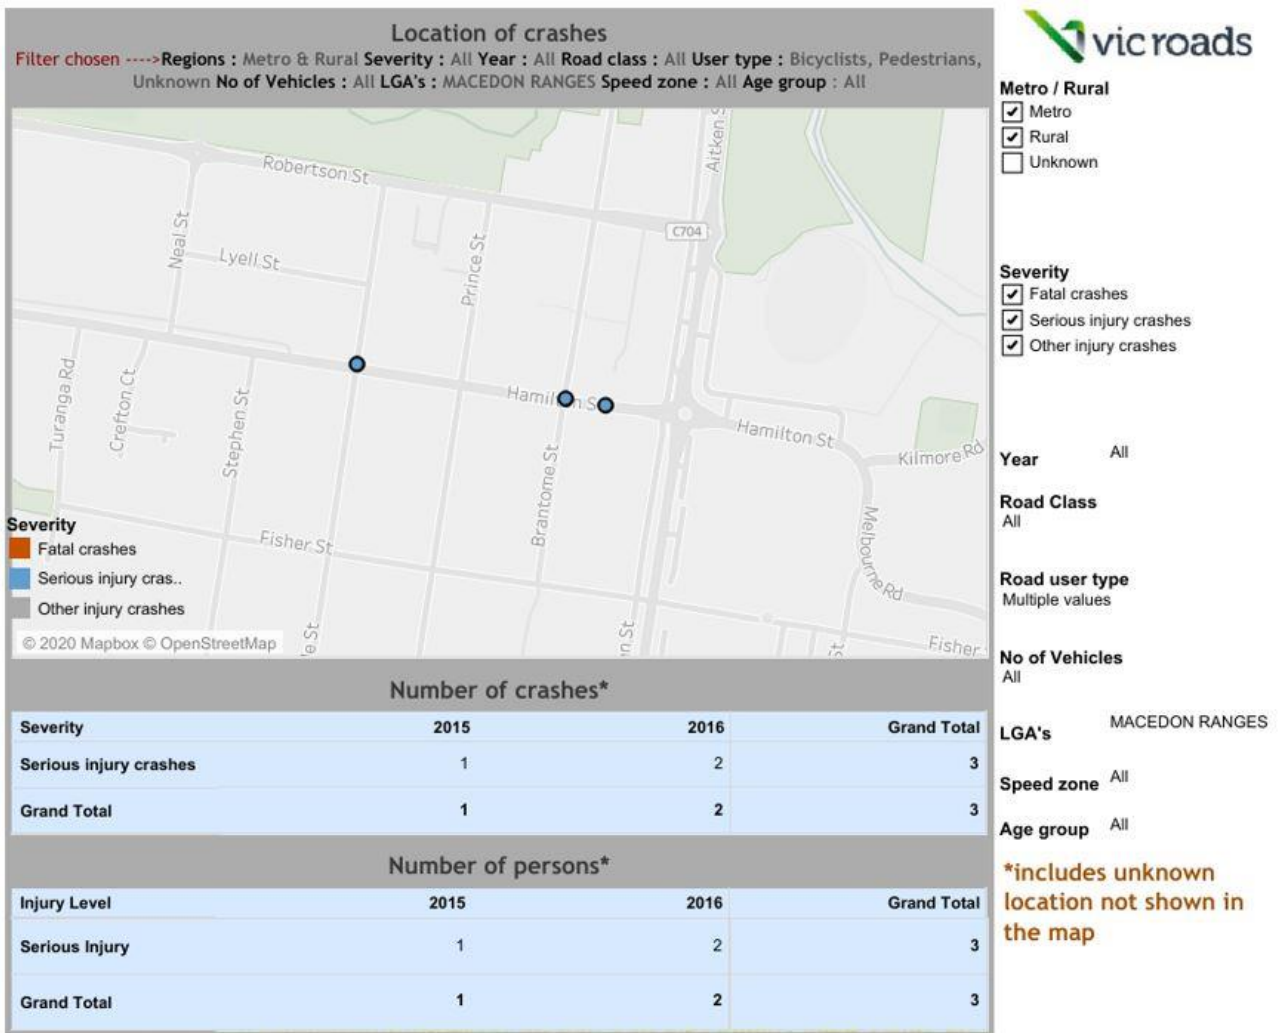 Location of crashes
Filter chosen ---->Regions : Metro & Rural Severity : All Year : All Road class : All User type : Bicyclists, Pedestrians,
Unknown No of Vehicles : All LGA's : MACEDON RANGES Speed zone : All Age group : All
Robertson St
Aitken S
Neal St
Lyell St
Prince St
C704
Turanga Rd
Crefton Ct
Stephen St
Hamilton S
Brantome St
Hamilton St
Kilmore Rd
Melbourne Rd
Fisher St
Fisher
e St
n St
St
Severity
Fatal crashes
Serious injury cras..
Other injury crashes
© 2020 Mapbox © OpenStreetMap
Number of crashes*
Severity 2015 2016 Grand Total
Serious injury crashes 1 2 3
Grand Total 1 2 3
Number of persons*
Injury Level 2015 2016 Grand Total
Serious Injury 1 2 3
Grand Total 1 2 3
vicroads
Metro / Rural
Metro
Rural
Unknown
Severity
Fatal crashes
Serious injury crashes
Other injury crashes
Year All
Road Class
All
Road user type
Multiple values
No of Vehicles
All
LGA's MACEDON RANGES
Speed zone All
Age group All
*includes unknown
location not shown in
the map